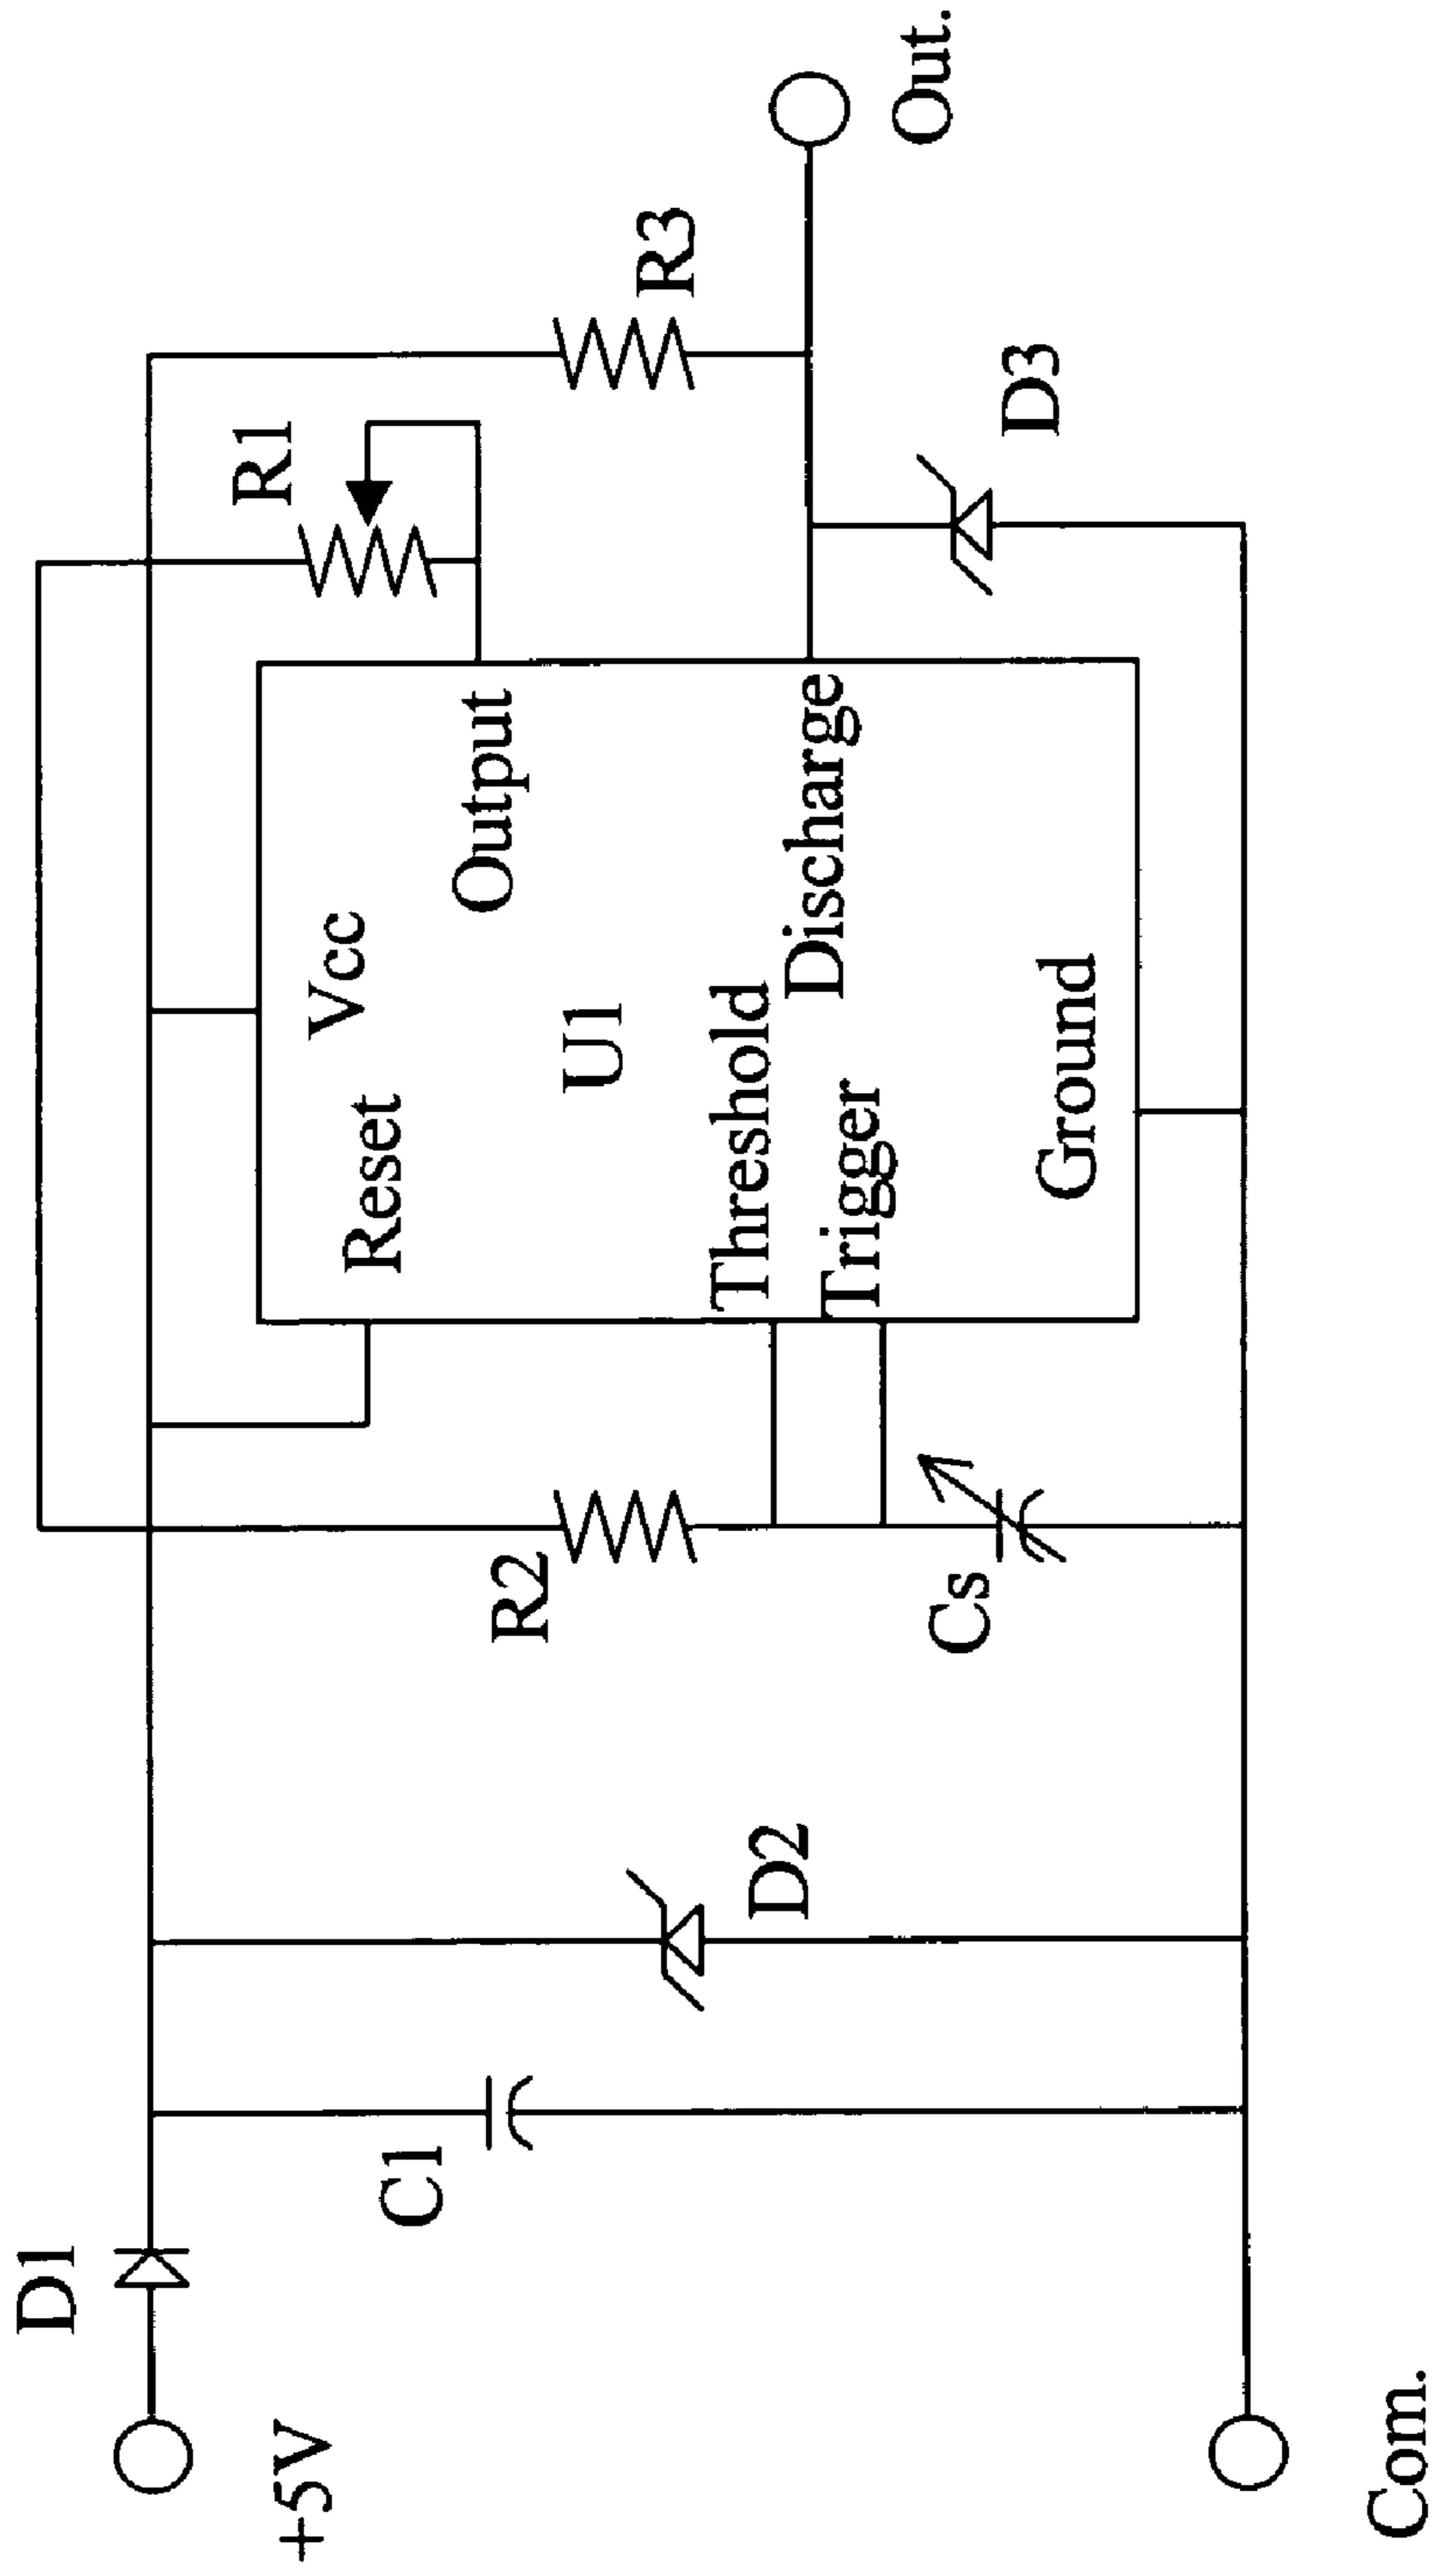 D1
+5V
C1
D2
R2
Cs
Com.
Reset
Vcc
U1
Output
Threshold
Trigger
Discharge
Ground
R1
R3
D3
Out.